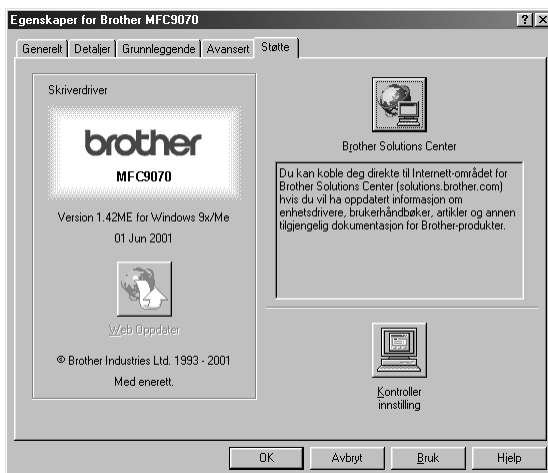 Egenskaper for Brother MFC9070
Generelt
Detaljer
Grunnleggende
Avansert
Støtte
Skriverdriver
brother
MFC9070
Version 1.42ME for Windows 9x/Me
01 Jun 2001
Web Oppdater
© Brother Industries Ltd. 1993 - 2001
Med enerett.
Brother Solutions Center
Du kan koble deg direkte til Internet-området for
Brother Solutions Center (solutions.brother.com)
hvis du vil ha oppdatert informasjon om
enhetsdrivere, brukerhåndbøker, artikler og annen
tilgjengelig dokumentasjon for Brother-produkter.
Kontroller
innstilling
OK
Avbryt
Bruk
Hjelp